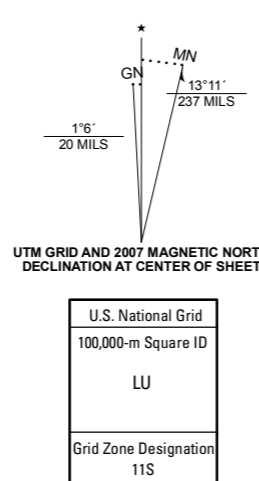 ★
MN
GN
13°11´
237 MILS
1°6´
20 MILS
UTM GRID AND 2007 MAGNETIC NORT
DECLINATION AT CENTER OF SHEET
U.S. National Grid
100,000-m Square ID
LU
Grid Zone Designation
11S